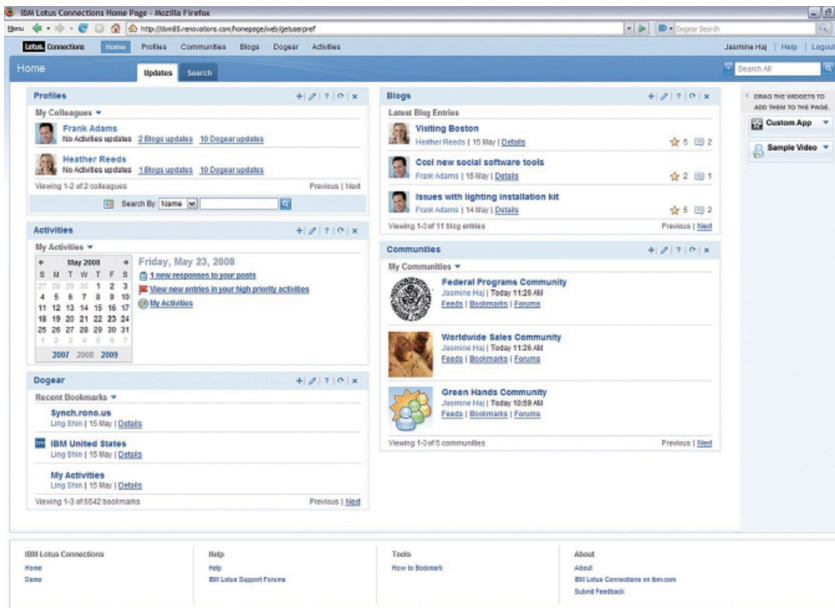 IBM Lotus Connections Home Page - Mozilla Firefox
Menu http://dom85.renovations.com/homepage/web/getuserpref Dogear Search
Lotus. Connections Home Profiles Communities Blogs Dogear Activities Jasmine Haj | Help | Logout
Home Updates Search Search All
Profiles
My Colleagues
Frank Adams
No Activities updates 2 Blogs updates 10 Dogear updates
Heather Reeds
No Activities updates 1 Blogs updates 10 Dogear updates
Viewing 1-2 of 2 colleagues Previous | Next
Search By: Name
Activities
My Activities
May 2008
S M T W T F S
27 28 29 30 1 2 3
4 5 6 7 8 9 10
11 12 13 14 15 16 17
18 19 20 21 22 23 24
25 26 27 28 29 30 31
1 2 3 4 5 6 7
2007 2008 2009
Friday, May 23, 2008
1 new responses to your posts
View new entries in your high priority activities
My Activities
Dogear
Recent Bookmarks
Synch.rono.us
Ling Shin | 15 May | Details
IBM United States
Ling Shin | 15 May | Details
My Activities
Ling Shin | 15 May | Details
Viewing 1-3 of 6542 bookmarks Previous | Next
Blogs
Latest Blog Entries
Visiting Boston
Heather Reeds | 15 May | Details 5 2
Cool new social software tools
Frank Adams | 15 May | Details 2 1
Issues with lighting installation kit
Frank Adams | 14 May | Details 5 2
Viewing 1-3 of 11 blog entries Previous | Next
Communities
My Communities
Federal Programs Community
Jasmine Haj | Today 11:26 AM
Feeds | Bookmarks | Forums
Worldwide Sales Community
Jasmine Haj | Today 11:26 AM
Feeds | Bookmarks | Forums
Green Hands Community
Jasmine Haj | Today 10:59 AM
Feeds | Bookmarks | Forums
Viewing 1-3 of 5 communities Previous | Next
DRAG THE WIDGETS TO
ADD THEM TO THE PAGE.
Custom App
Sample Video
IBM Lotus Connections
Home
Demo
Help
Help
IBM Lotus Support Forums
Tools
How to Bookmark
About
About
IBM Lotus Connections on ibm.com
Submit Feedback